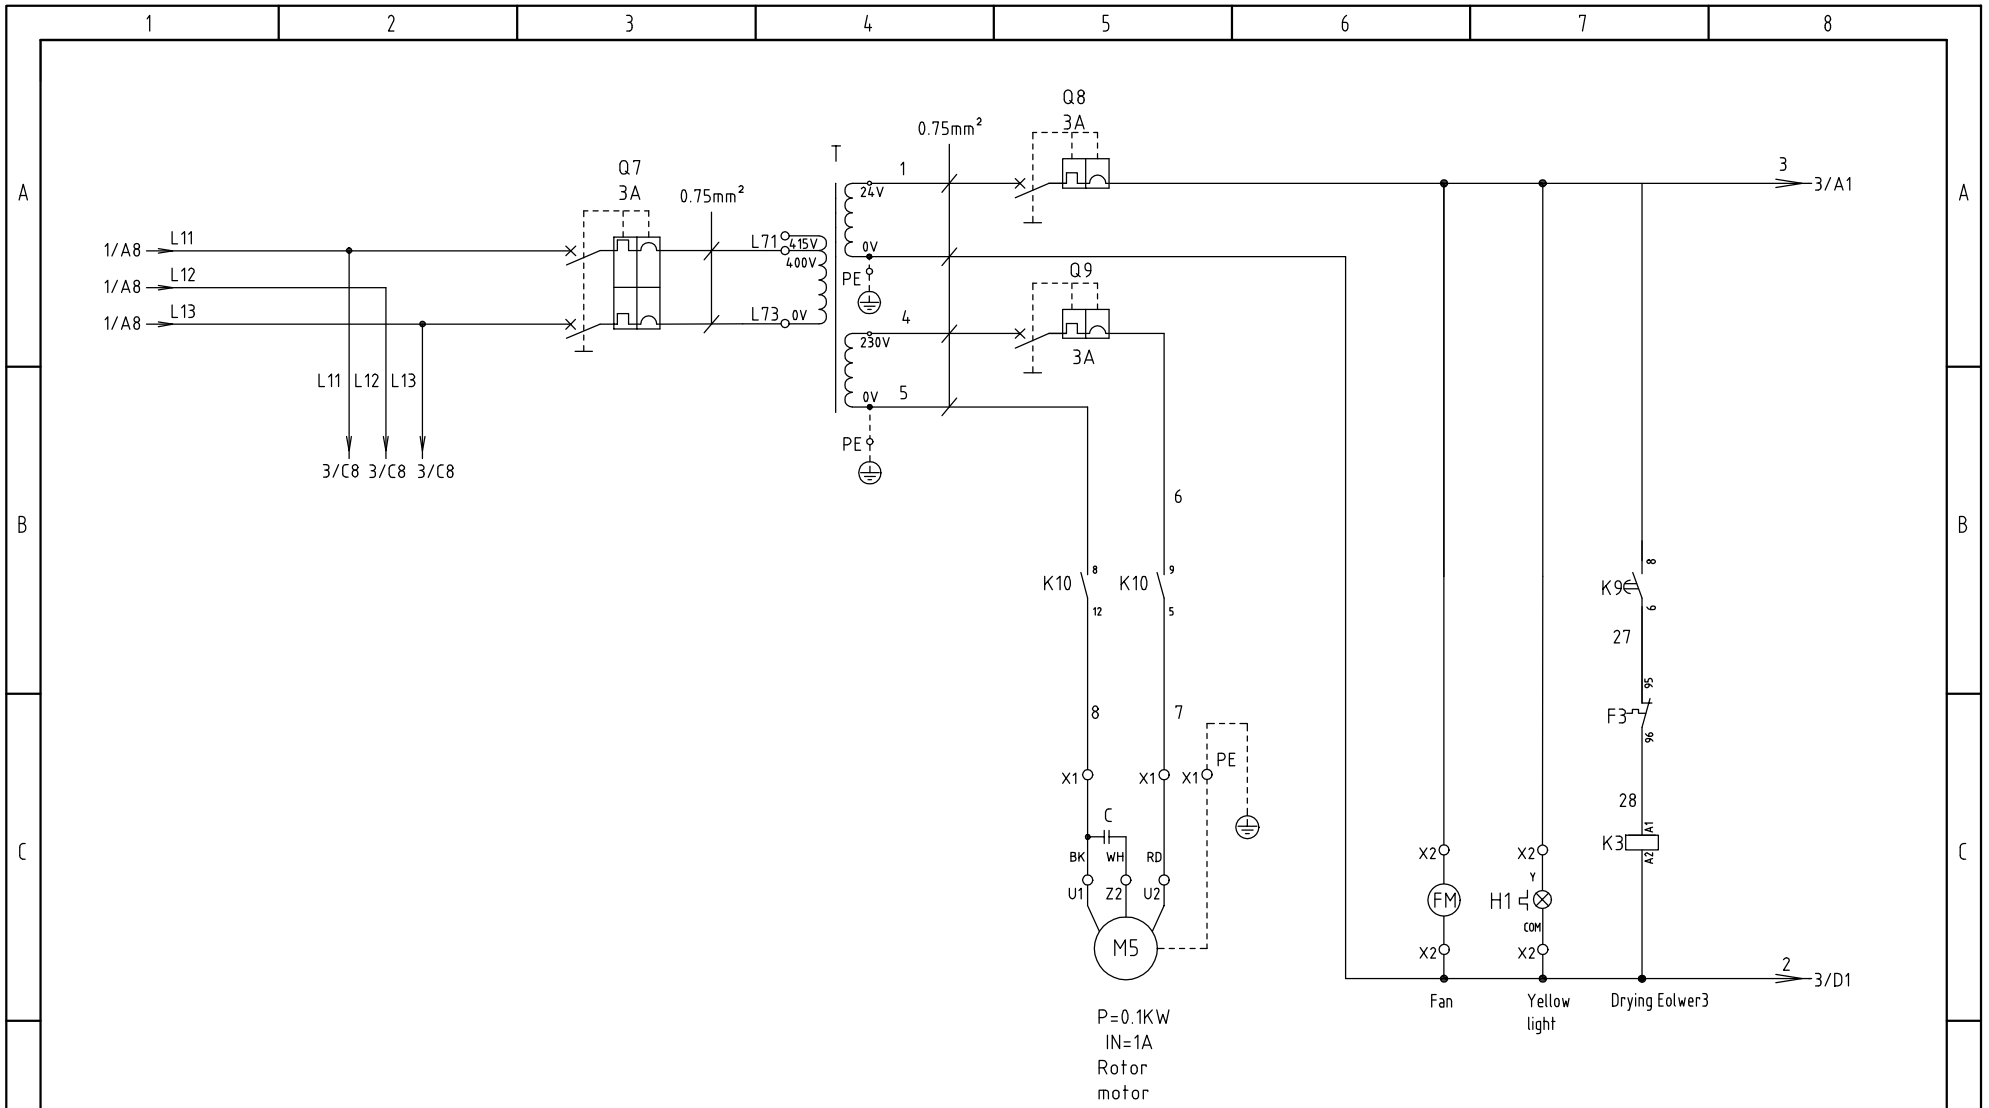 1 2 3 4 5 6 7 8
A A
B B
C C
1/A8 L11
1/A8 L12
1/A8 L13
L11 L12 L13
3/C8 3/C8 3/C8
Q7
3A
0.75mm²
L71
415V
400V
L73 0V
T
1
24V
0V
PE
4
230V
0V
5
PE
0.75mm²
Q8
3A
Q9
3A
3
3/A1
6
K10 8 12
K10 9 5
8 7
X1 X1 X1 PE
C
BK WH RD
U1 Z2 U2
M5
P=0.1KW
IN=1A
Rotor
motor
X2
FM
X2
Fan
X2
Y
H1
COM
X2
Yellow
light
K9 8 6
27
F3 95 96
28
K3 A1 A2
Drying Eolwer3
2
3/D1